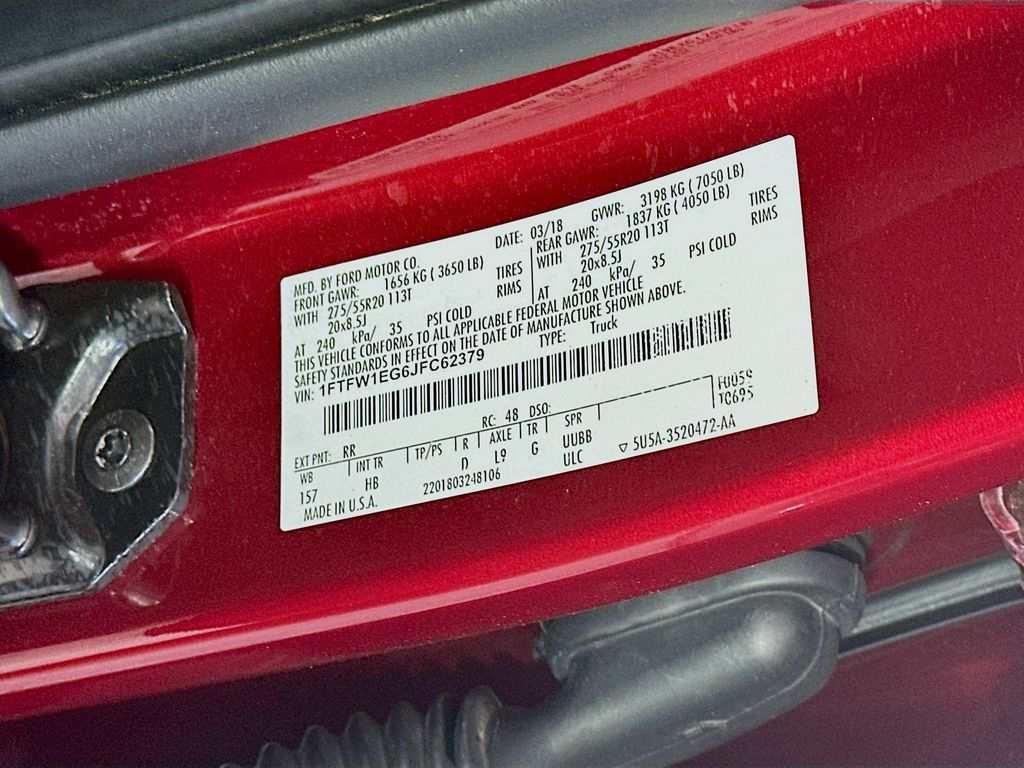 MFD. BY FORD MOTOR CO.
DATE: 03/18 GVWR: 3198 KG ( 7050 LB)
FRONT GAWR: 1656 KG ( 3650 LB) REAR GAWR: 1837 KG ( 4050 LB)
WITH 275/55R20 113T TIRES WITH 275/55R20 113T TIRES
20x8.5J RIMS 20x8.5J RIMS
AT 240 kPa/ 35 PSI COLD AT 240 kPa/ 35 PSI COLD
THIS VEHICLE CONFORMS TO ALL APPLICABLE FEDERAL MOTOR VEHICLE
SAFETY STANDARDS IN EFFECT ON THE DATE OF MANUFACTURE SHOWN ABOVE.
VIN: 1FTFW1EG6JFC62379 TYPE: Truck
EXT PNT: RR RC: 48 DSO: F0059
WB INT TR TP/PS R AXLE TR SPR T0695
157 HB D L9 G UUBB
ULC ▽ 5U5A-3520472-AA
MADE IN U.S.A. 2201803248106